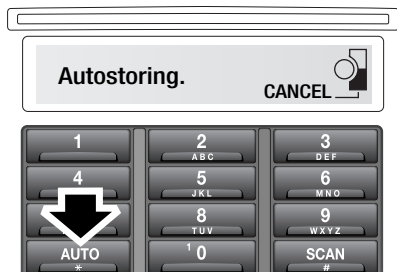 Autostoring.
CANCEL
1 2 3
ABC DEF
4 5 6
JKL MNO
8 9
TUV WXYZ
AUTO 1 0 SCAN
* #